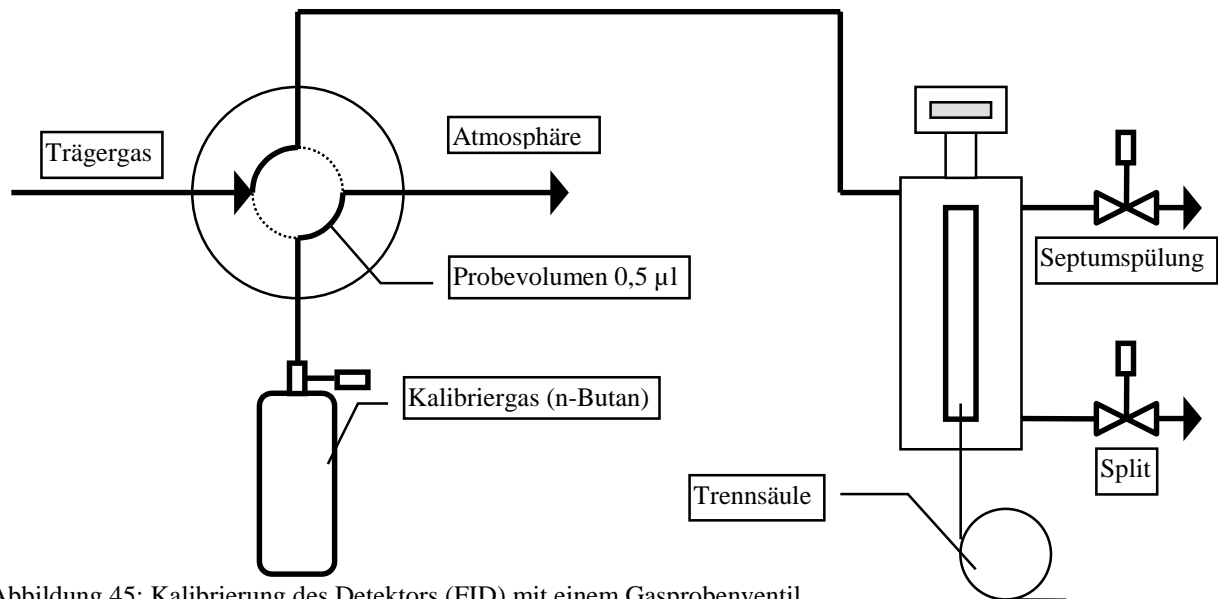 Trägergas
Atmosphäre
Probevolumen 0,5 µl
Septumspülung
Kalibriergas (n-Butan)
Split
Trennsäule
Abbildung 45: Kalibrierung des Detektors (FID) mit einem Gasprobenventil